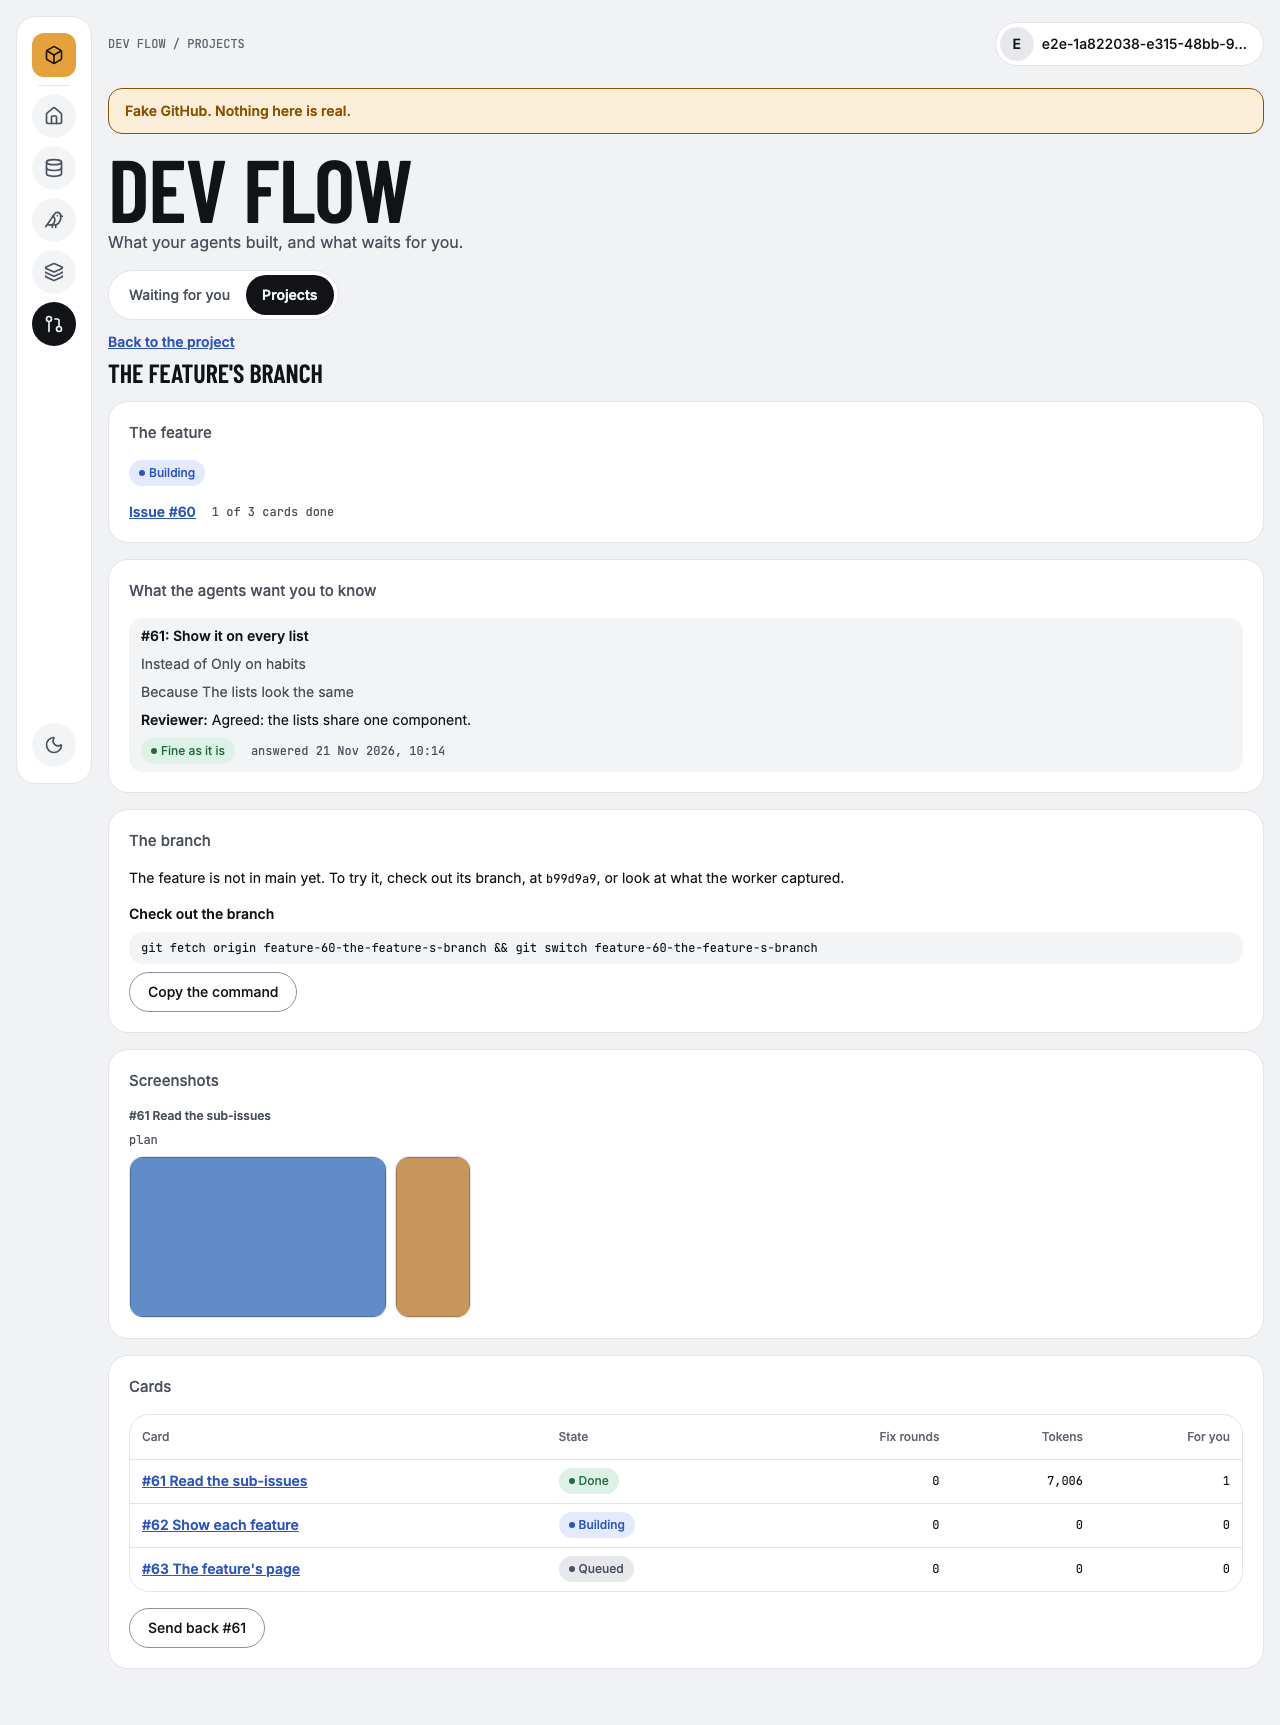 DEV FLOW / PROJECTS
E e2e-1a822038-e315-48bb-9...
Fake GitHub. Nothing here is real.
DEV FLOW
What your agents built, and what waits for you.
Waiting for you Projects
Back to the project
THE FEATURE'S BRANCH
The feature
Building
Issue #60 1 of 3 cards done
What the agents want you to know
#61: Show it on every list
Instead of Only on habits
Because The lists look the same
Reviewer: Agreed: the lists share one component.
Fine as it is answered 21 Nov 2026, 10:14
The branch
The feature is not in main yet. To try it, check out its branch, at b99d9a9, or look at what the worker captured.
Check out the branch
git fetch origin feature-60-the-feature-s-branch && git switch feature-60-the-feature-s-branch
Copy the command
Screenshots
#61 Read the sub-issues
plan
Cards
Card State Fix rounds Tokens For you
#61 Read the sub-issues Done 0 7,006 1
#62 Show each feature Building 0 0 0
#63 The feature's page Queued 0 0 0
Send back #61